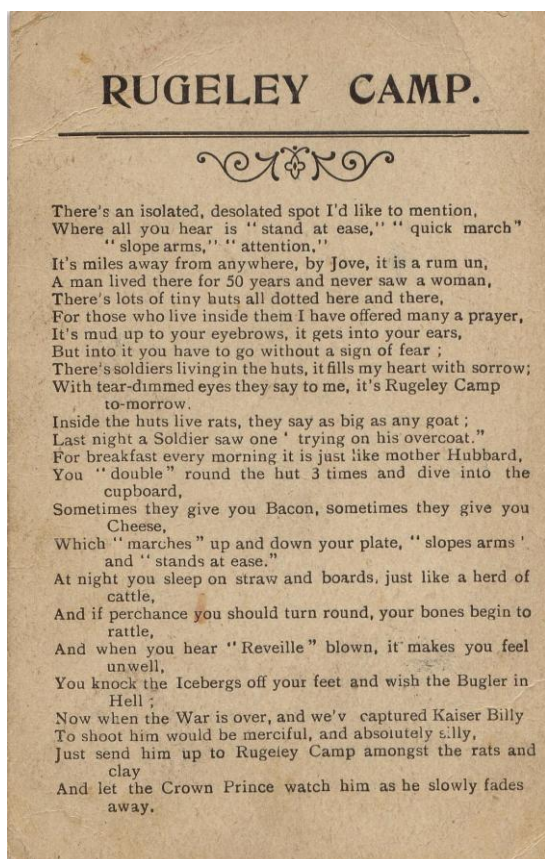 RUGELEY CAMP.
There's an isolated, desolated spot I'd like to mention,
Where all you hear is "stand at ease," "quick march"
"slope arms," "attention,"
It's miles away from anywhere, by Jove, it is a rum un,
A man lived there for 50 years and never saw a woman,
There's lots of tiny huts all dotted here and there,
For those who live inside them I have offered many a prayer,
It's mud up to your eyebrows, it gets into your ears,
But into it you have to go without a sign of fear ;
There's soldiers living in the huts, it fills my heart with sorrow;
With tear-dimmed eyes they say to me, it's Rugeley Camp
to-morrow.
Inside the huts live rats, they say as big as any goat ;
Last night a Soldier saw one ' trying on his overcoat."
For breakfast every morning it is just like mother Hubbard,
You "double" round the hut 3 times and dive into the
cupboard,
Sometimes they give you Bacon, sometimes they give you
Cheese,
Which "marches" up and down your plate, "slopes arms '
and "stands at ease."
At night you sleep on straw and boards, just like a herd of
cattle,
And if perchance you should turn round, your bones begin to
rattle,
And when you hear "Reveille" blown, it makes you feel
unwell,
You knock the Icebergs off your feet and wish the Bugler in
Hell ;
Now when the War is over, and we'v captured Kaiser Billy
To shoot him would be merciful, and absolutely silly,
Just send him up to Rugeley Camp amongst the rats and
clay
And let the Crown Prince watch him as he slowly fades
away.